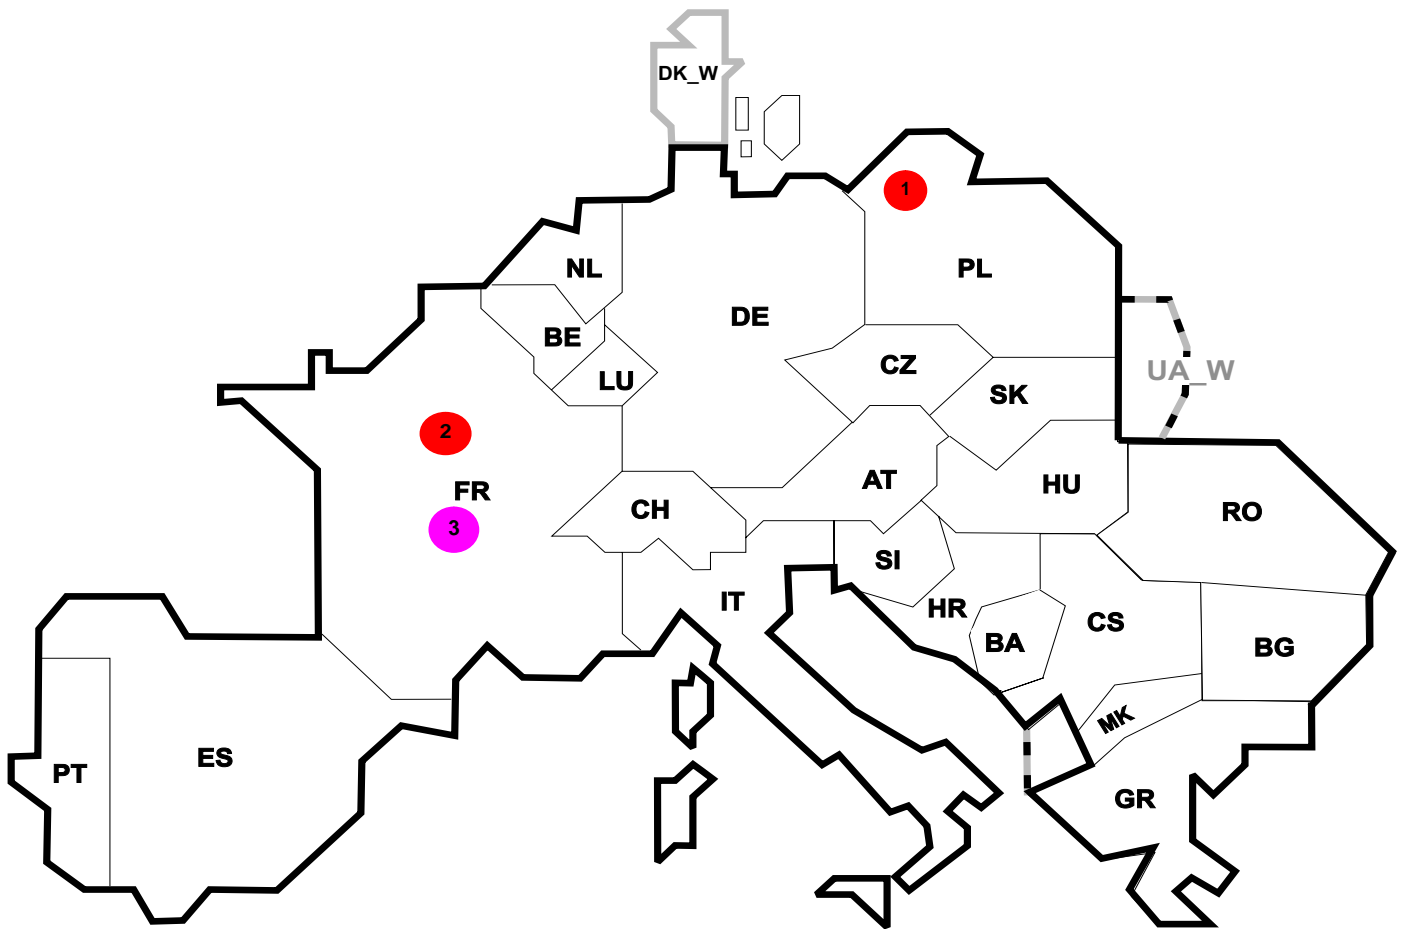 DK_W
1
NL
PL
DE
BE
CZ
UA_W
LU
SK
2
AT
HU
FR
CH
RO
3
SI
IT
HR
CS
BA
BG
MK
ES
PT
GR